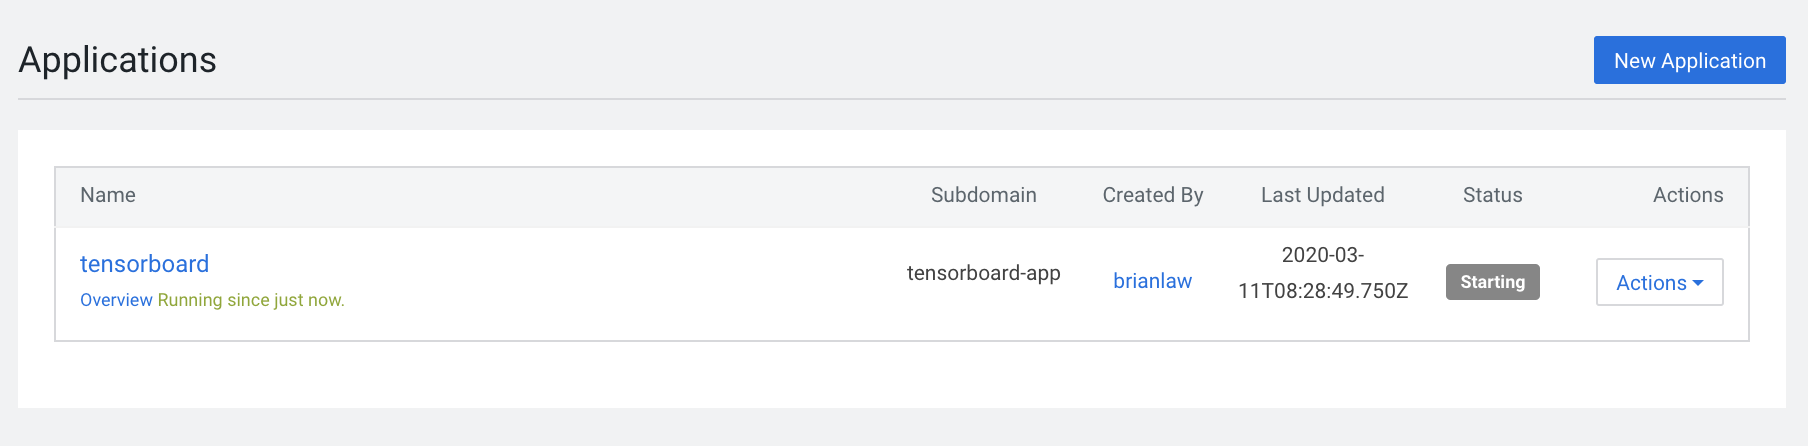 Applications
New Application
Name Subdomain Created By Last Updated Status Actions
tensorboard
Overview Running since just now.
tensorboard-app
brianlaw
2020-03-
11T08:28:49.750Z
Starting
Actions